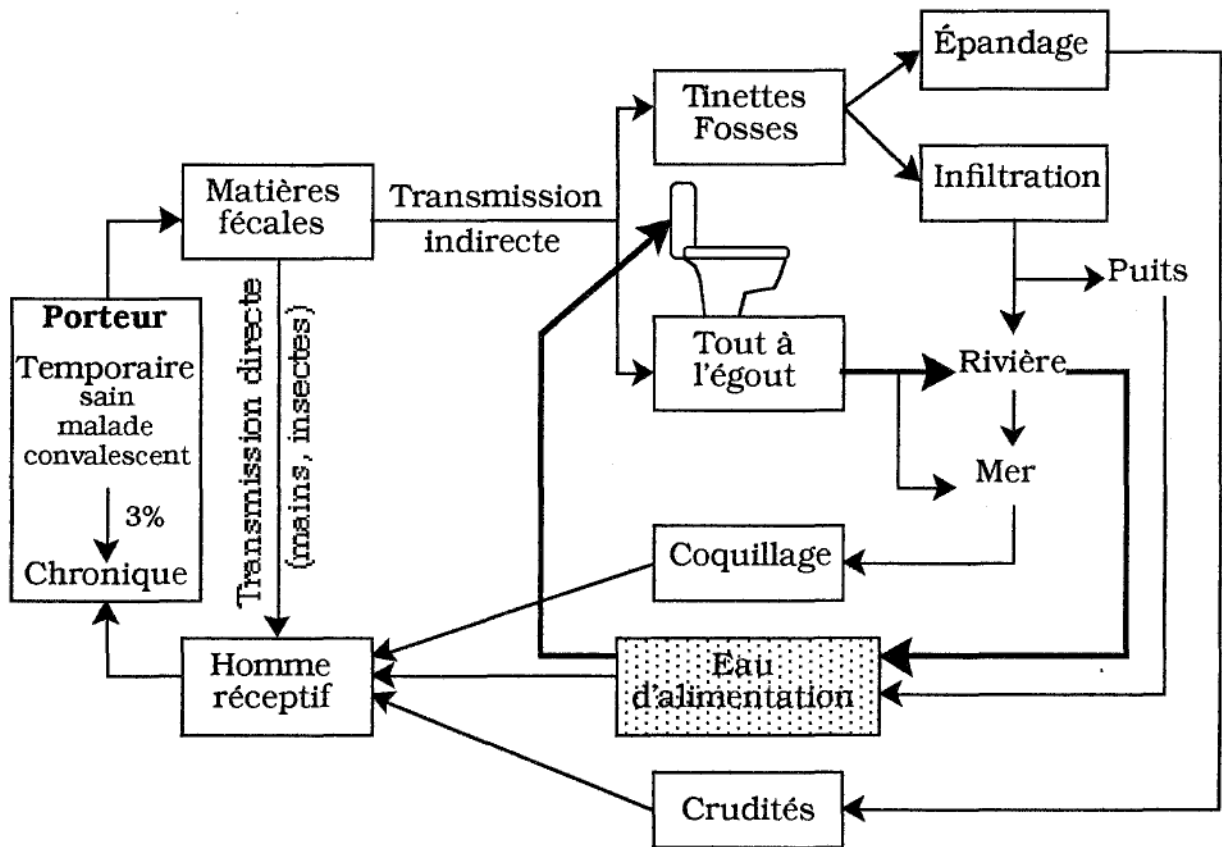 Épandage
Tinettes
Fosses
Infiltration
Matières
fécales
Transmission
indirecte
Puits
Porteur
Temporaire
sain
malade
convalescent
3%
Chronique
Transmission directe
(mains, insectes)
Tout à
l'égout
Rivière
Mer
Coquillage
Homme
réceptif
Eau
d'alimentation
Crudités